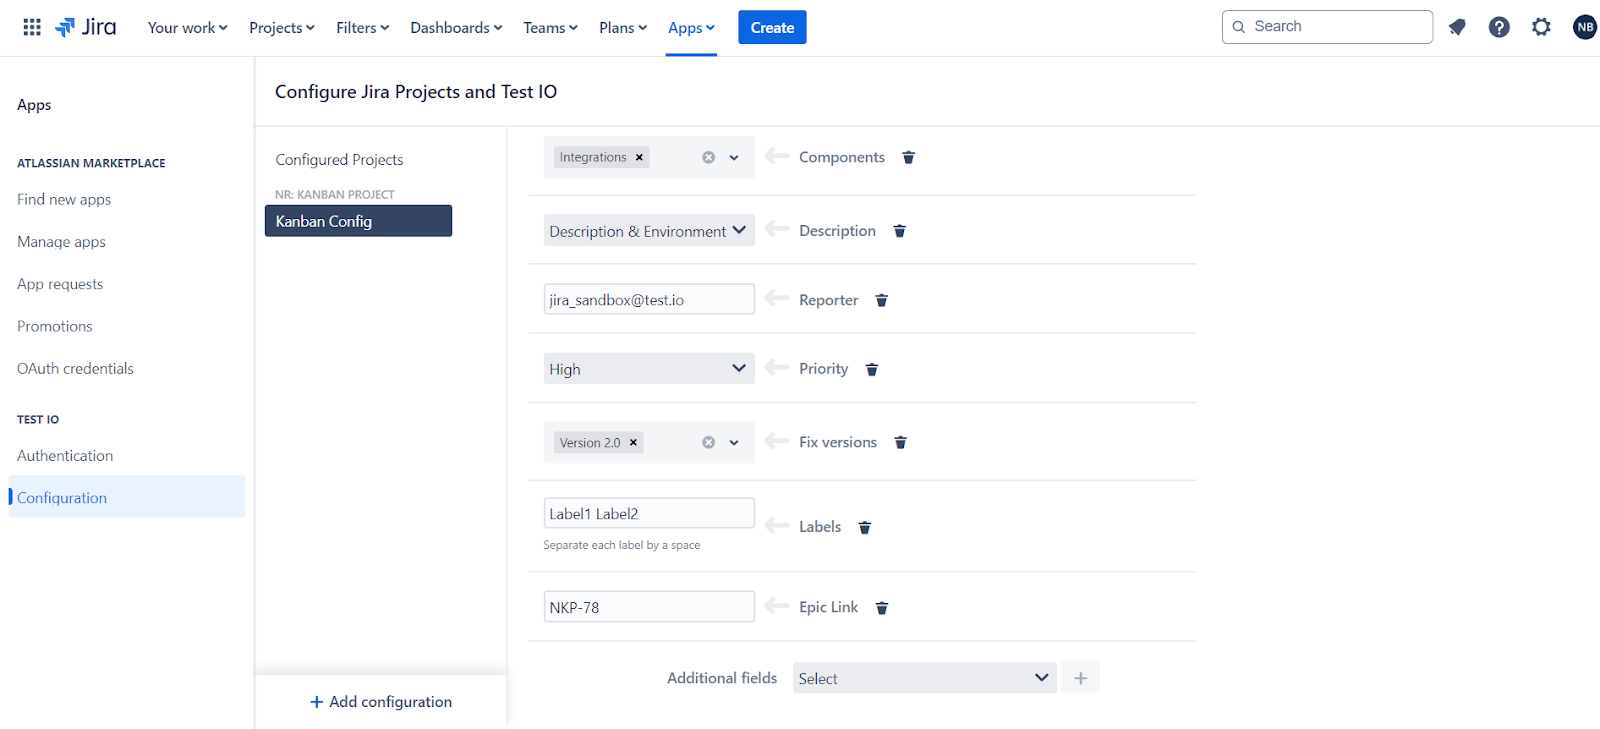 Jira
Your work
Projects
Filters
Dashboards
Teams
Plans
Apps
Create
Search
NB
Apps
ATLASSIAN MARKETPLACE
Find new apps
Manage apps
App requests
Promotions
OAuth credentials
TEST IO
Authentication
Configuration
Configure Jira Projects and Test IO
Configured Projects
NR: KANBAN PROJECT
Kanban Config
+ Add configuration
Integrations × Components
Description & Environment Description
jira_sandbox@test.io Reporter
High Priority
Version 2.0 × Fix versions
Label1 Label2 Labels
Separate each label by a space
NKP-78 Epic Link
Additional fields Select +